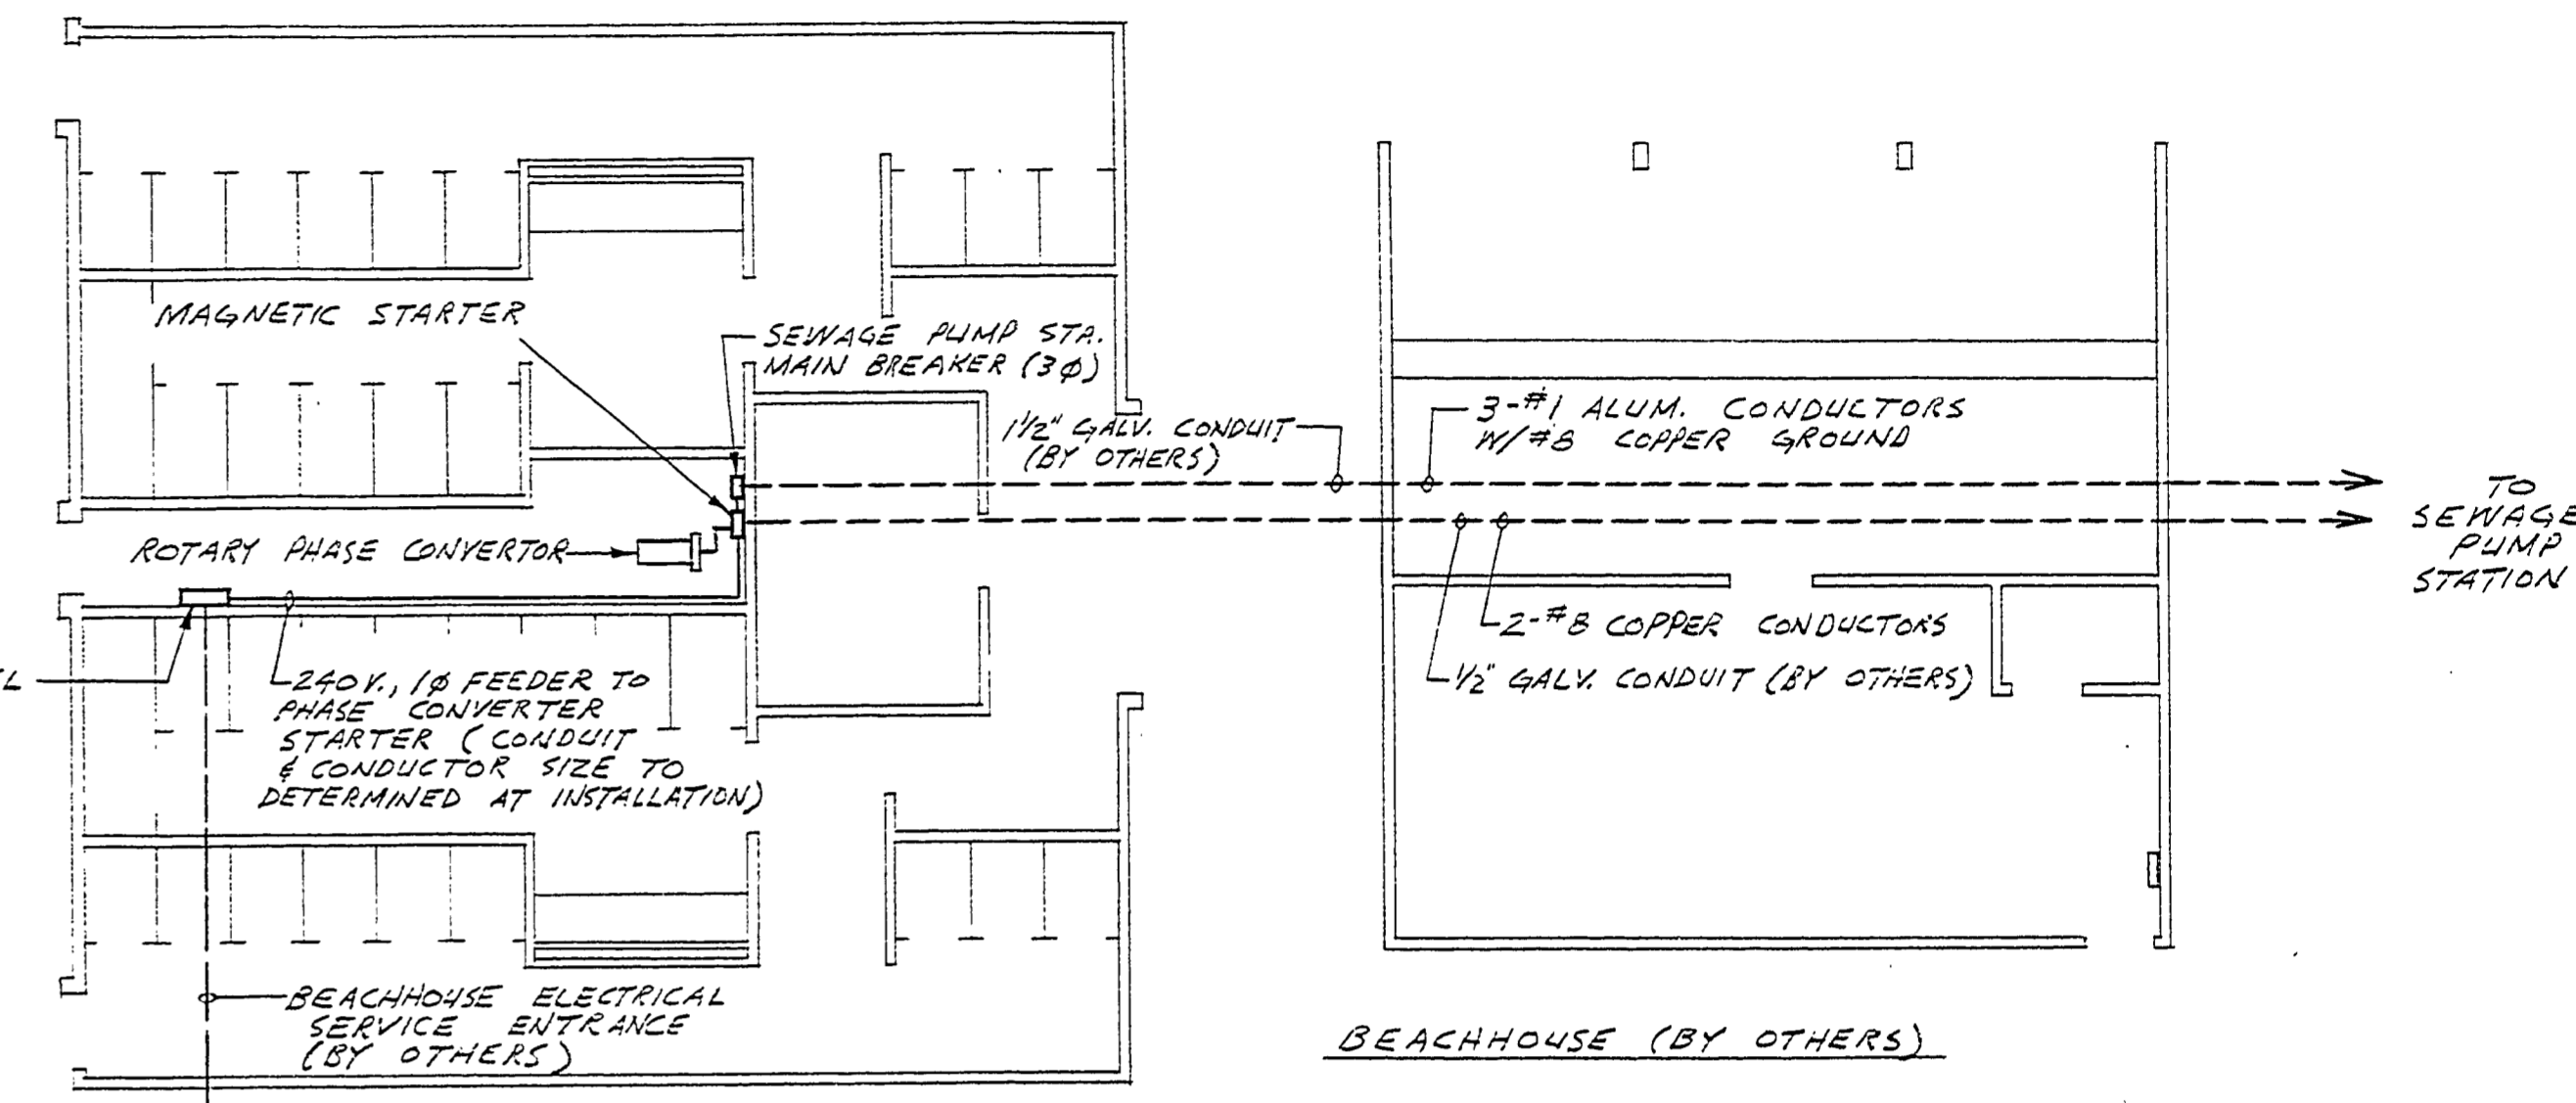 MAGNETIC STARTER
SEWAGE PUMP STA.
MAIN BREAKER (3φ)
1½" GALV. CONDUIT
(BY OTHERS)
3-#1 ALUM. CONDUCTORS
W/#8 COPPER GROUND
TO
SEWAGE
PUMP
STATION
ROTARY PHASE CONVERTOR
2-#8 COPPER CONDUCTORS
½" GALV. CONDUIT (BY OTHERS)
240V., 1φ FEEDER TO
PHASE CONVERTER
STARTER (CONDUIT
& CONDUCTOR SIZE TO
DETERMINED AT INSTALLATION)
BEACHHOUSE ELECTRICAL
SERVICE ENTRANCE
(BY OTHERS)
BEACHHOUSE (BY OTHERS)